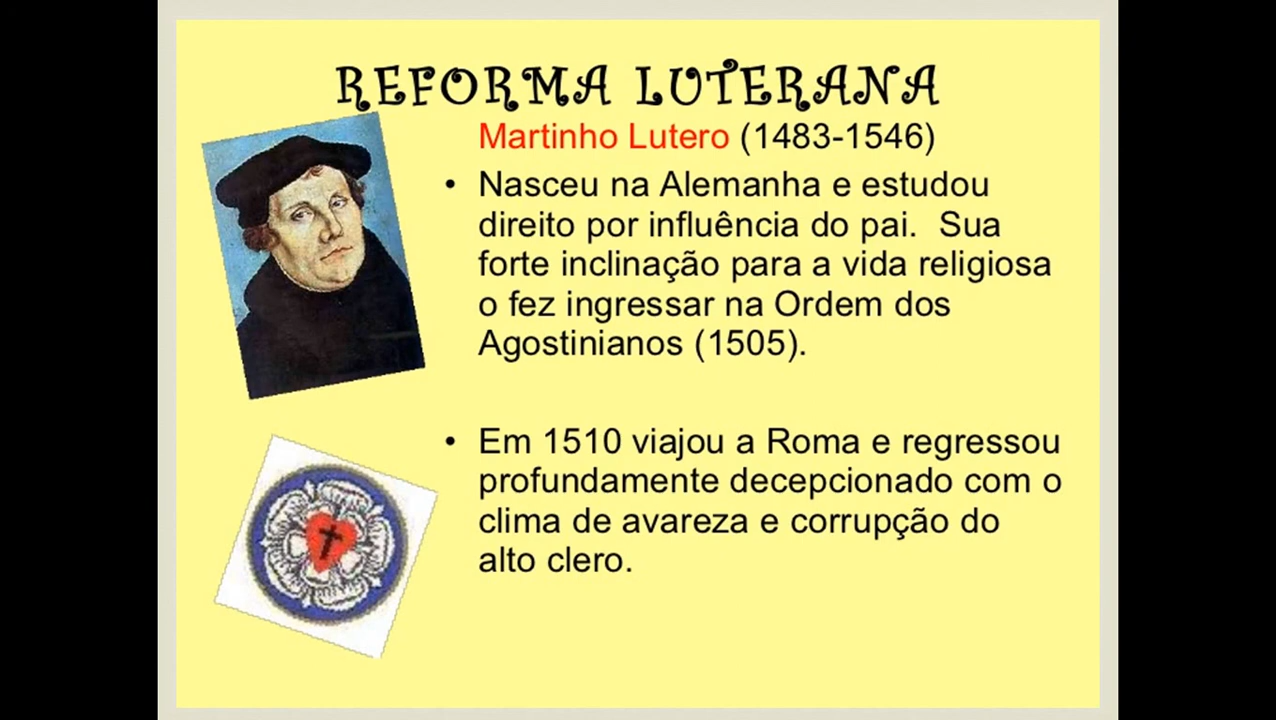 REFORMA LUTERANA
Martinho Lutero (1483-1546)
• Nasceu na Alemanha e estudou
direito por influência do pai. Sua
forte inclinação para a vida religiosa
o fez ingressar na Ordem dos
Agostinianos (1505).
• Em 1510 viajou a Roma e regressou
profundamente decepcionado com o
clima de avareza e corrupção do
alto clero.